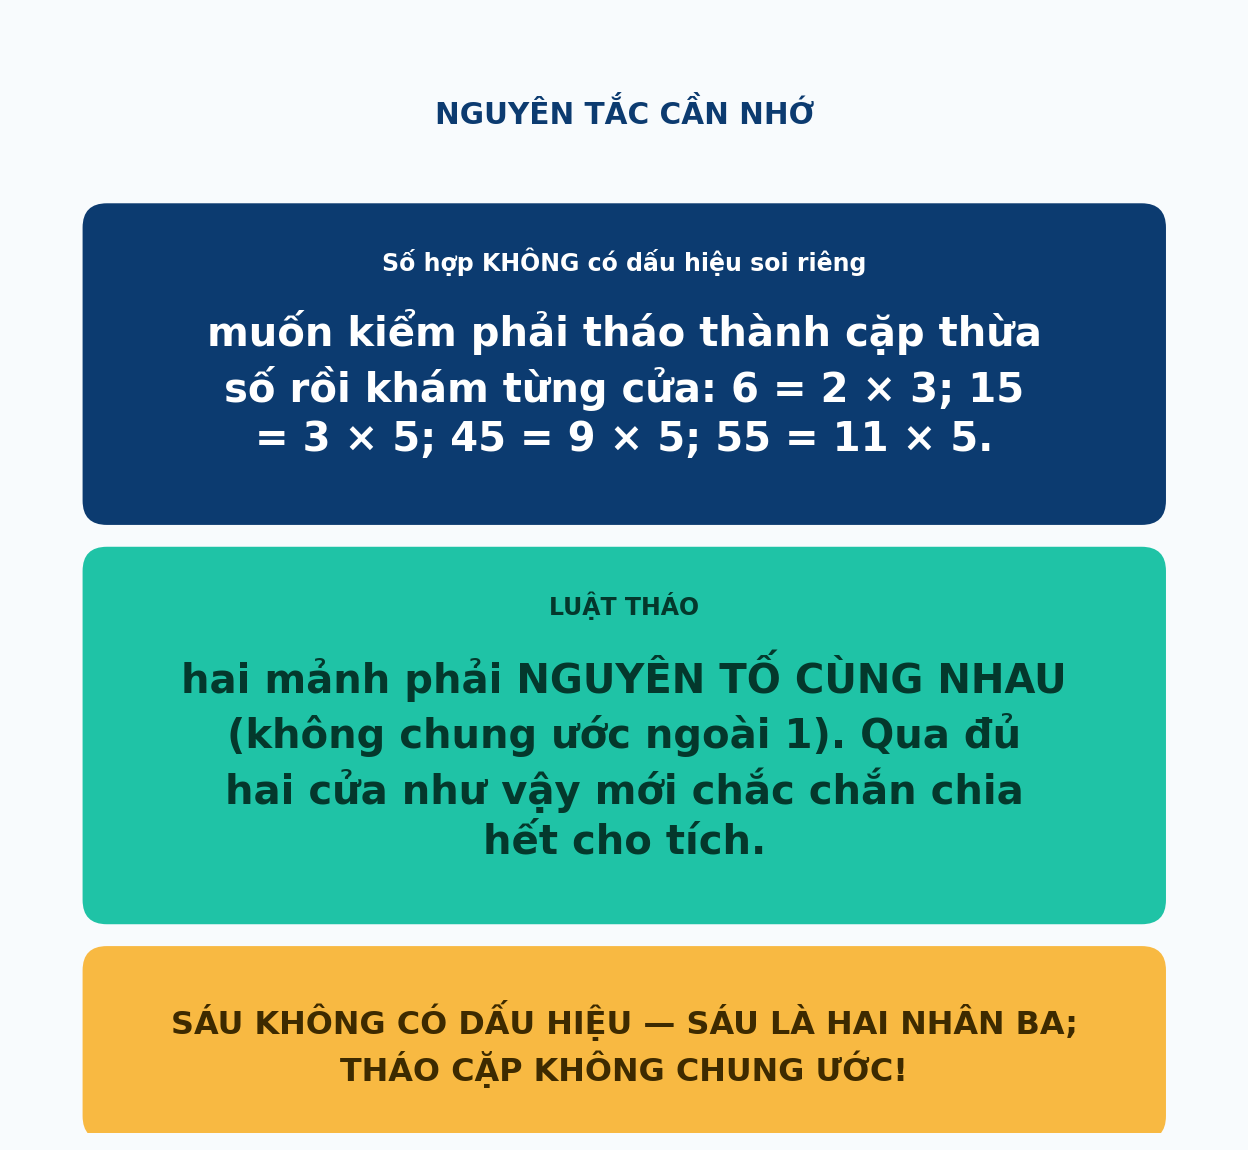 NGUYÊN TẮC CẦN NHỚ
Số hợp KHÔNG có dấu hiệu soi riêng
muốn kiểm phải tháo thành cặp thừa
số rồi khám từng cửa: 6 = 2 × 3; 15
= 3 × 5; 45 = 9 × 5; 55 = 11 × 5.
LUẬT THÁO
hai mảnh phải NGUYÊN TỐ CÙNG NHAU
(không chung ước ngoài 1). Qua đủ
hai cửa như vậy mới chắc chắn chia
hết cho tích.
SÁU KHÔNG CÓ DẤU HIỆU — SÁU LÀ HAI NHÂN BA;
THÁO CẶP KHÔNG CHUNG ƯỚC!